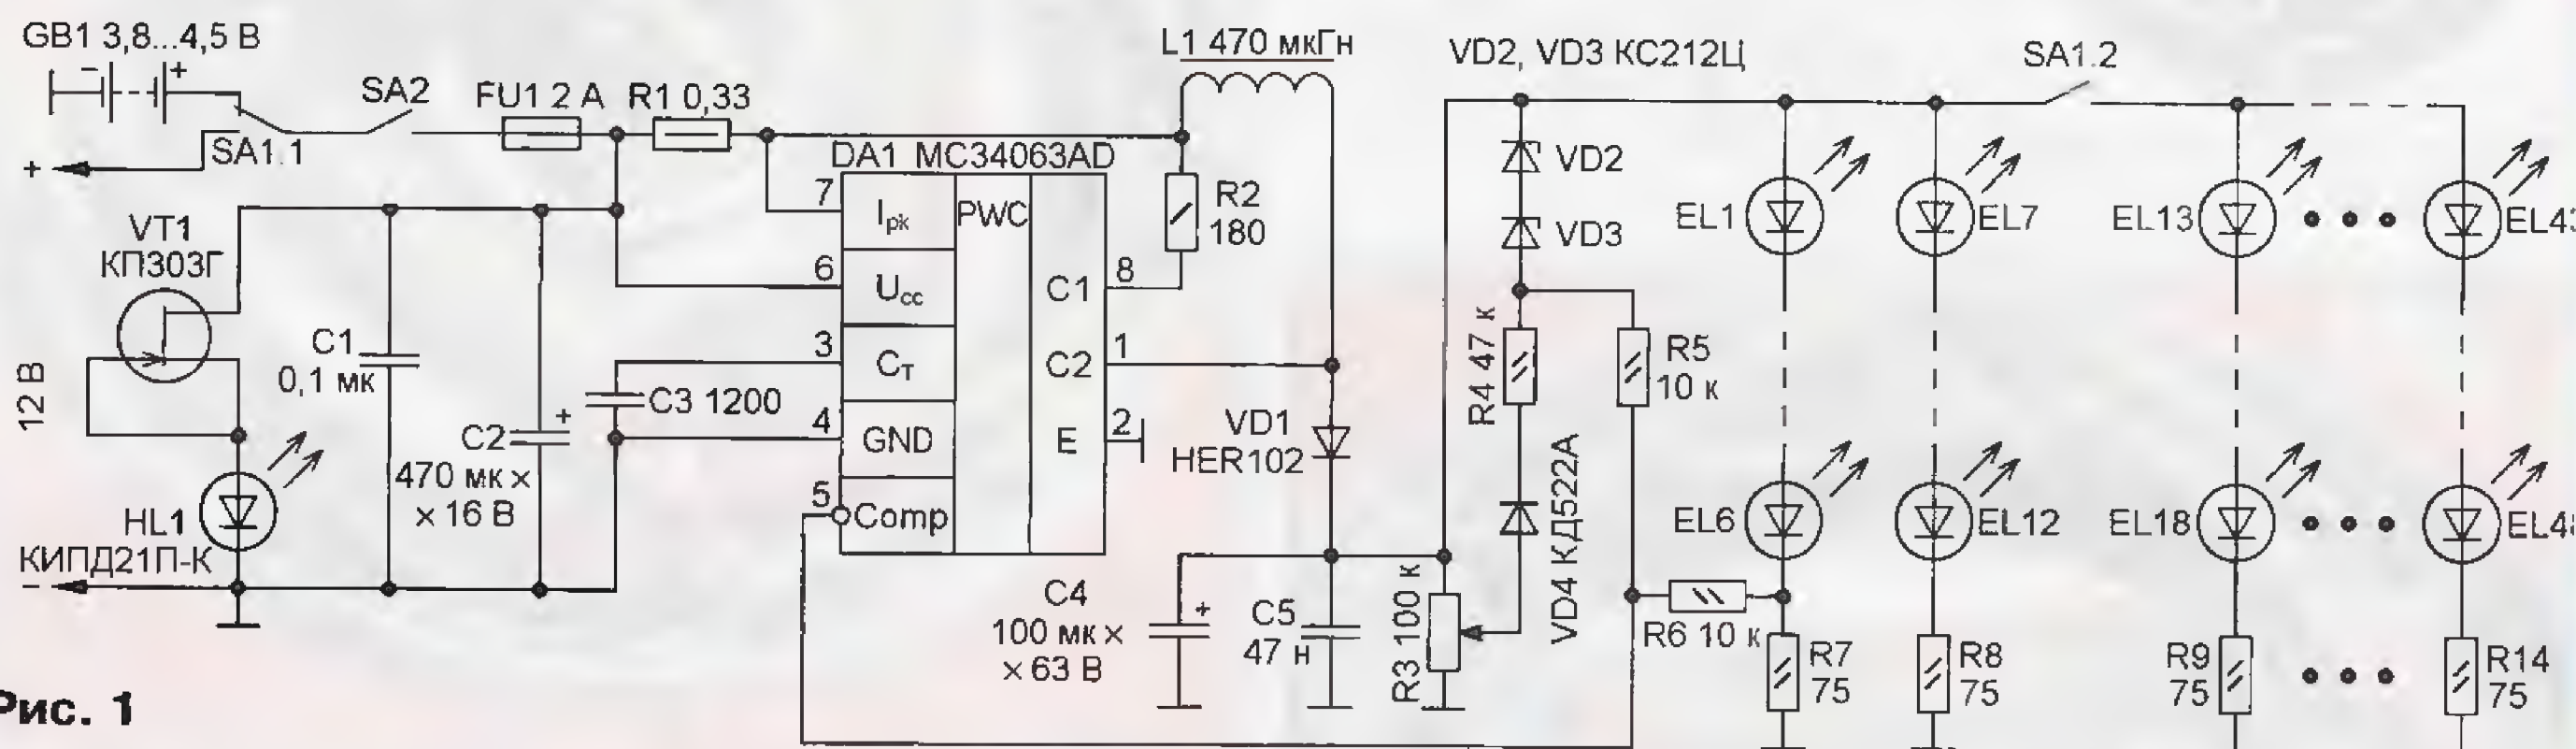 GB1 3,8...4,5 В
L1 470 мкГн
VD2, VD3 КС212Ц
SA1.2
SA2
FU1 2 А
R1 0,33
+
SA1.1
DA1 MC34063AD
VT1
КП303Г
7
Ipk
PWC
R2
180
6
Ucc
C1
8
3
CT
C2
1
4
GND
E
2
5
Comp
12 В
C1
0,1 мк
C2
470 мк ×
× 16 В
+
C3 1200
HL1
КИПД21П-К
−
VD1
HER102
C4
100 мк ×
× 63 В
+
C5
47 н
R3 100 к
VD2
VD3
R4 47 к
R5
10 к
VD4 КД522А
R6 10 к
EL1
EL7
EL13
EL6
EL12
EL18
R7
75
R8
75
R9
75
R14
75
Рис. 1